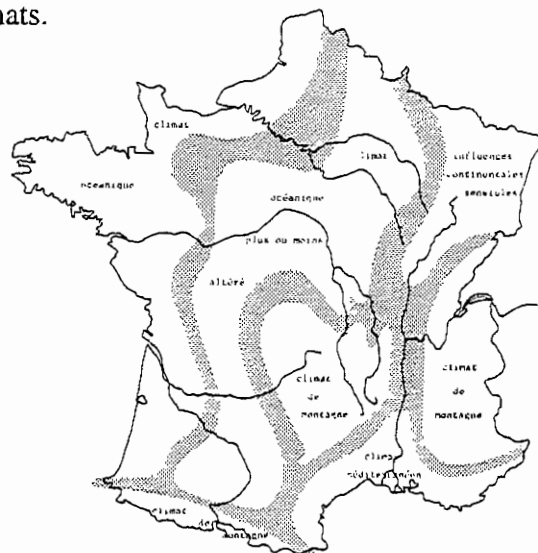 nats.
climat
océanique
climat
océanique
plus ou moins
altéré
influences
continentales
sensibles
climat
de
montagne
climat
de
montagne
climat
méditerranéen
climat
de
montagne